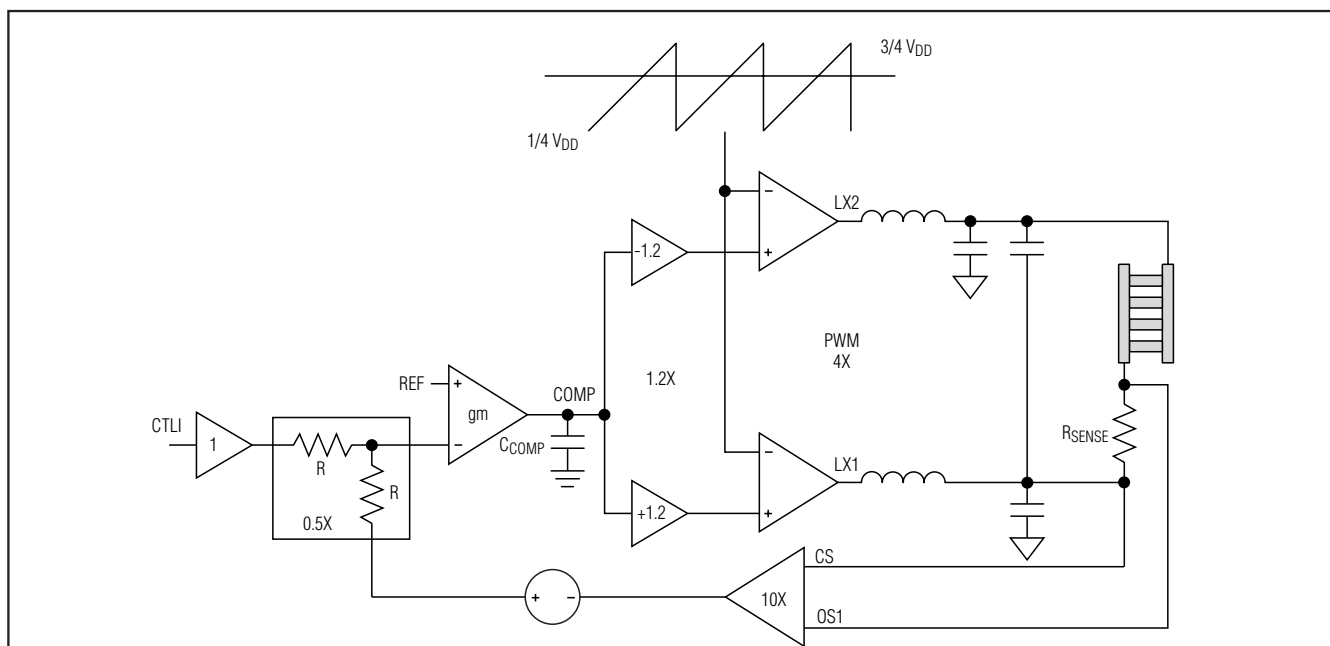 3/4 VDD
1/4 VDD
-
LX2
+
-1.2
PWM
4X
1.2X
REF
+
gm
-
COMP
CCOMP
CTLI
1
R
R
0.5X
+1.2
-
LX1
+
RSENSE
CS
10X
OS1
+
-